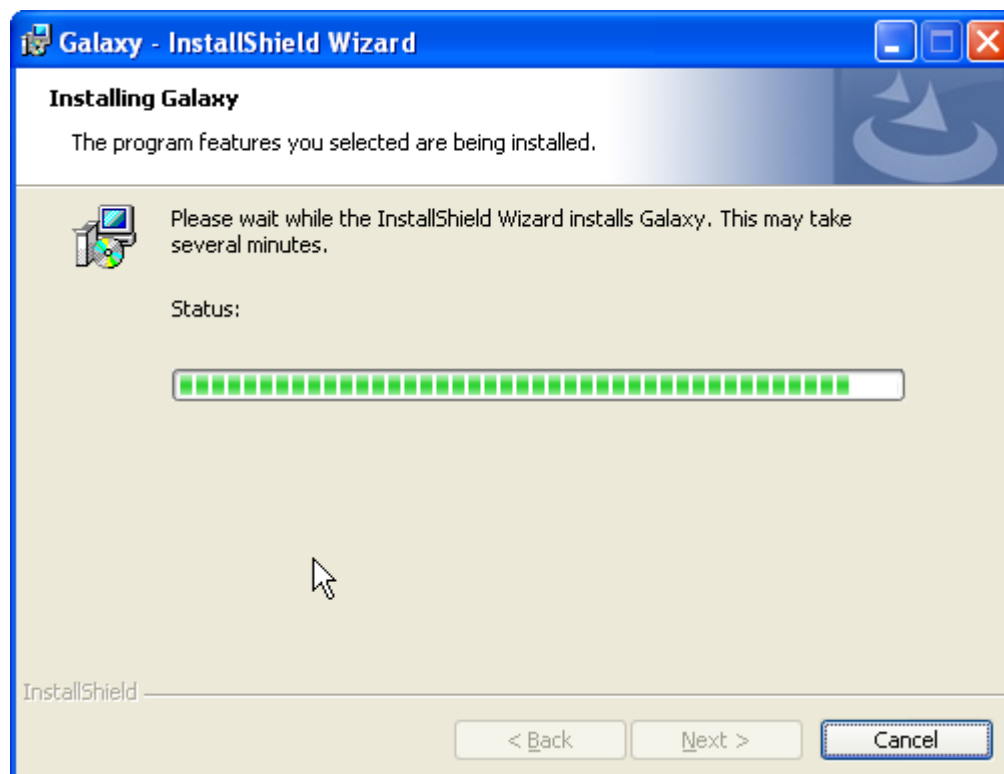 Galaxy - InstallShield Wizard
Installing Galaxy
The program features you selected are being installed.
Please wait while the InstallShield Wizard installs Galaxy. This may take
several minutes.
Status:
InstallShield
< Back
Next >
Cancel